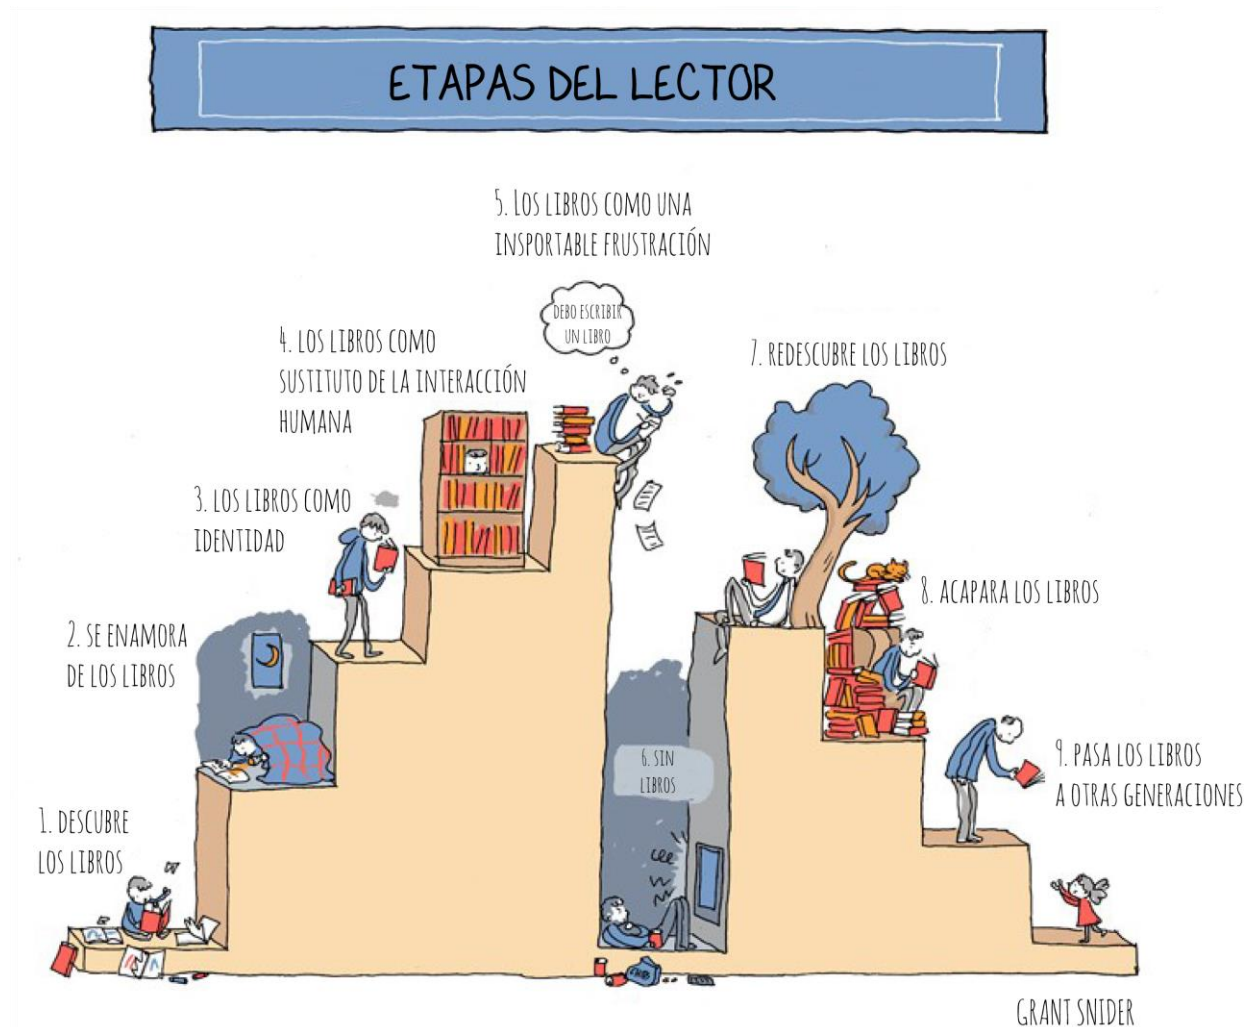 ETAPAS DEL LECTOR
1. DESCUBRE
LOS LIBROS
2. SE ENAMORA
DE LOS LIBROS
3. LOS LIBROS COMO
IDENTIDAD
4. LOS LIBROS COMO
SUSTITUTO DE LA INTERACCIÓN
HUMANA
5. LOS LIBROS COMO UNA
INSPORTABLE FRUSTRACIÓN
DEBO ESCRIBIR
UN LIBRO
6. SIN
LIBROS
7. REDESCUBRE LOS LIBROS
8. ACAPARA LOS LIBROS
9. PASA LOS LIBROS
A OTRAS GENERACIONES
GRANT SNIDER